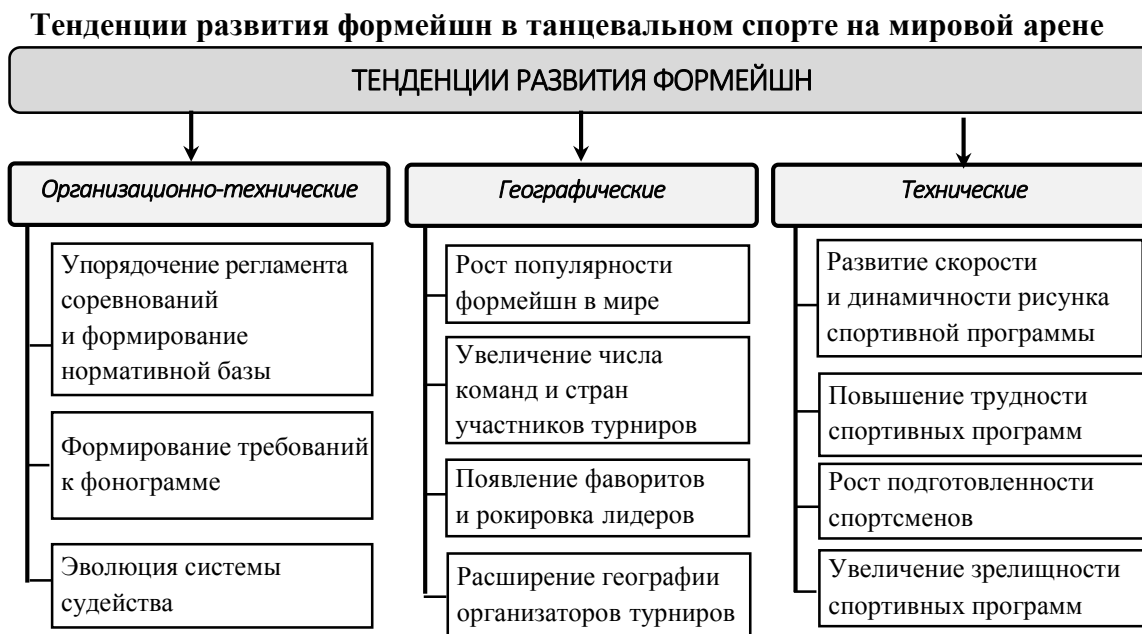 Тенденции развития формейшн в танцевальном спорте на мировой арене
ТЕНДЕНЦИИ РАЗВИТИЯ ФОРМЕЙШН
Организационно-технические
Упорядочение регламента
соревнований
и формирование
нормативной базы
Формирование требований
к фонограмме
Эволюция системы
судейства
Географические
Рост популярности
формейшн в мире
Увеличение числа
команд и стран
участников турниров
Появление фаворитов
и рокировка лидеров
Расширение географии
организаторов турниров
Технические
Развитие скорости
и динамичности рисунка
спортивной программы
Повышение трудности
спортивных программ
Рост подготовленности
спортсменов
Увеличение зрелищности
спортивных программ